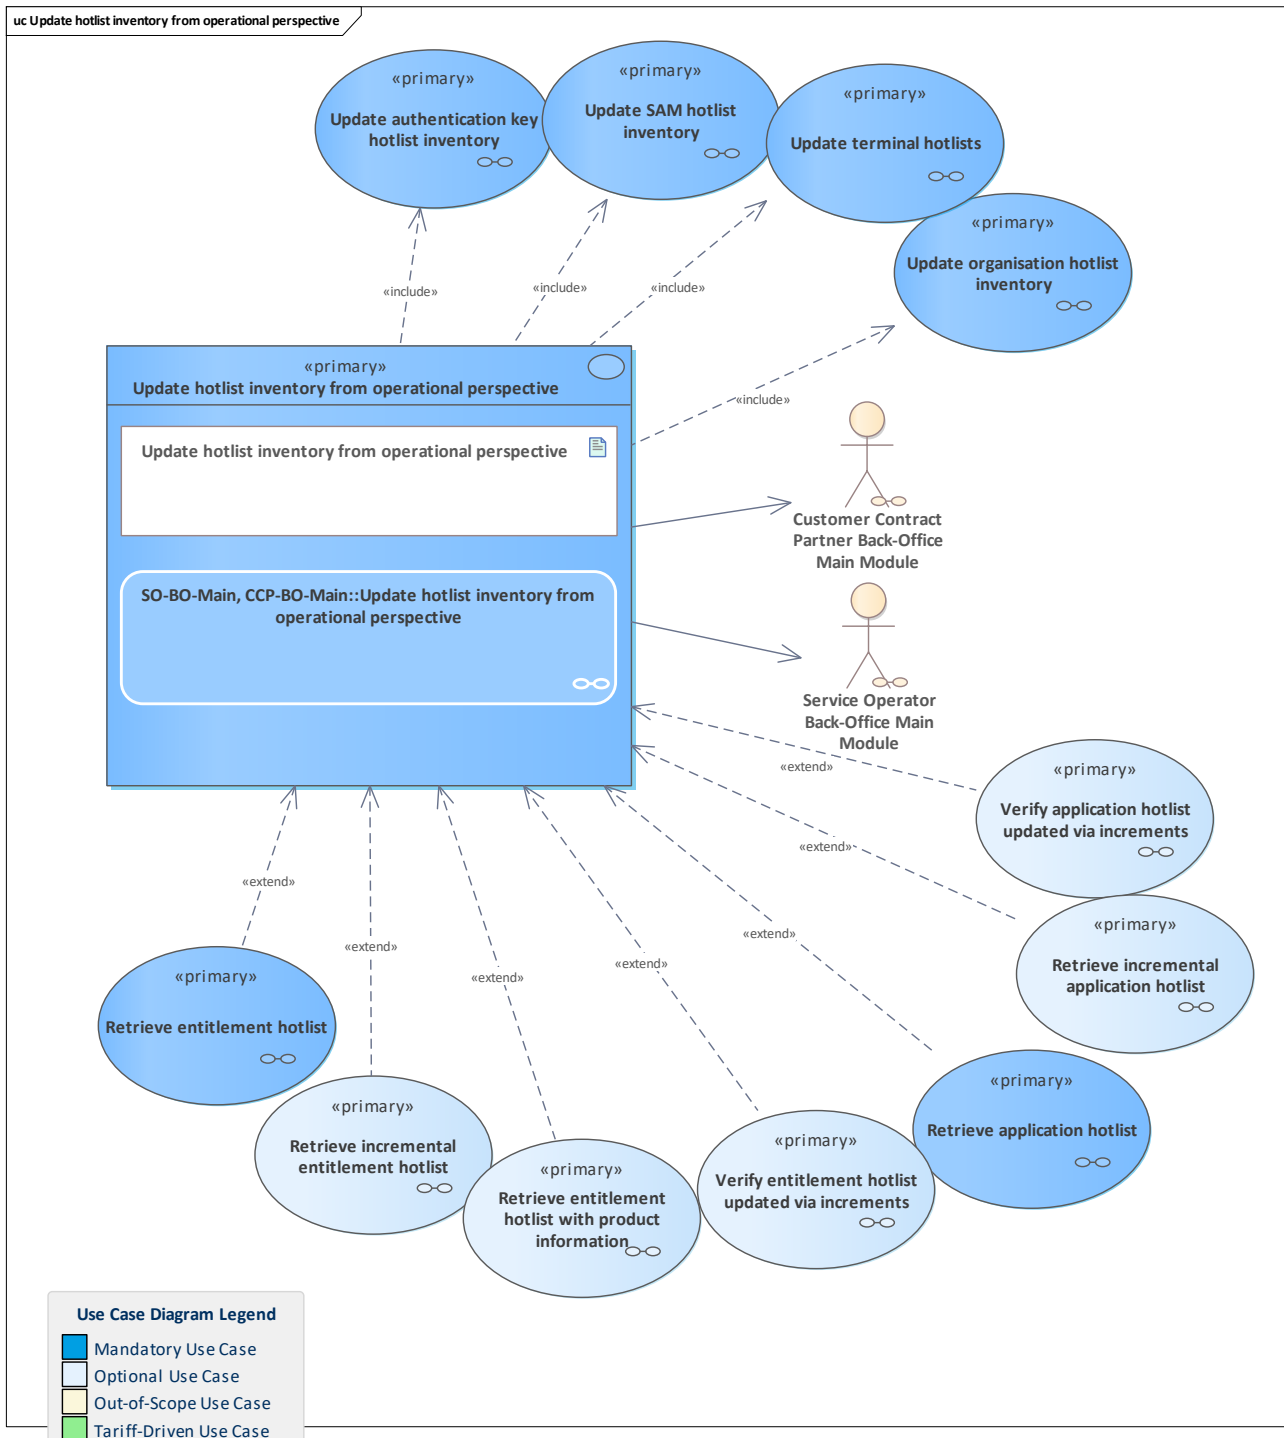 uc Update hotlist inventory from operational perspective
«primary»
Update authentication key
hotlist inventory
«primary»
Update SAM hotlist
inventory
«primary»
Update terminal hotlists
«primary»
Update organisation hotlist
inventory
«include»
«include»
«include»
«include»
«primary»
Update hotlist inventory from operational perspective
Update hotlist inventory from operational perspective
SO-BO-Main, CCP-BO-Main::Update hotlist inventory from
operational perspective
Customer Contract
Partner Back-Office
Main Module
Service Operator
Back-Office Main
Module
«extend»
«primary»
Verify application hotlist
updated via increments
«extend»
«primary»
Retrieve incremental
application hotlist
«extend»
«extend»
«extend»
«extend»
«extend»
«primary»
Retrieve entitlement hotlist
«primary»
Retrieve incremental
entitlement hotlist
«primary»
Retrieve entitlement
hotlist with product
information
«primary»
Verify entitlement hotlist
updated via increments
«primary»
Retrieve application hotlist
Use Case Diagram Legend
Mandatory Use Case
Optional Use Case
Out-of-Scope Use Case
Tariff-Driven Use Case